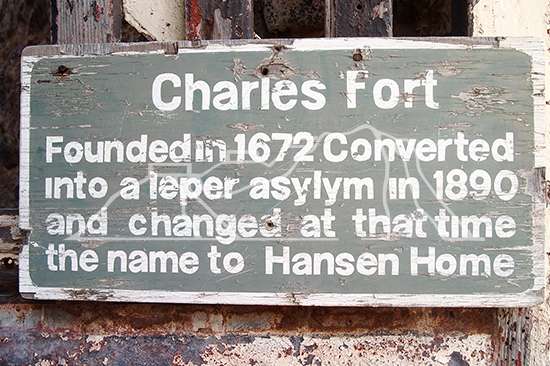 Charles Fort
Founded in 1672 Converted
into a leper asylym in 1890
and changed at that time
the name to Hansen Home